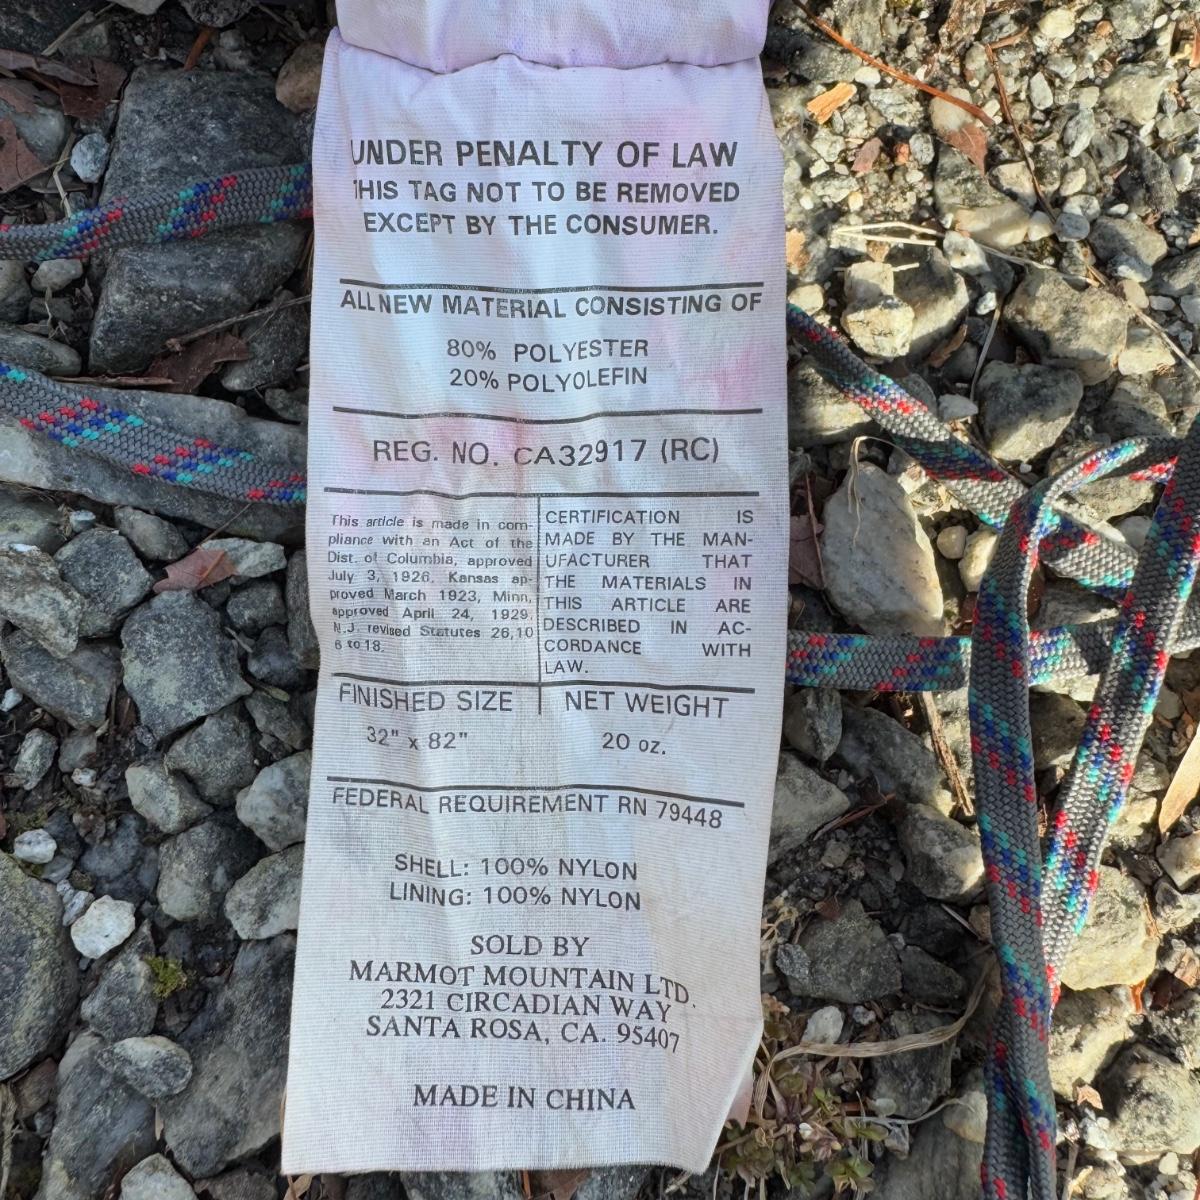 UNDER PENALTY OF LAW
THIS TAG NOT TO BE REMOVED
EXCEPT BY THE CONSUMER.
ALL NEW MATERIAL CONSISTING OF
80% POLYESTER
20% POLYOLEFIN
REG. NO. CA32917 (RC)
This article is made in com-
pliance with an Act of the
Dist. of Columbia, approved
July 3, 1926, Kansas ap-
proved March 1923, Minn.
approved April 24, 1929.
N.J. revised Statutes 26,10
6 to 18.
CERTIFICATION IS
MADE BY THE MAN-
UFACTURER THAT
THE MATERIALS IN
THIS ARTICLE ARE
DESCRIBED IN AC-
CORDANCE WITH
LAW.
FINISHED SIZE
32" x 82"
NET WEIGHT
20 oz.
FEDERAL REQUIREMENT RN 79448
SHELL: 100% NYLON
LINING: 100% NYLON
SOLD BY
MARMOT MOUNTAIN LTD.
2321 CIRCADIAN WAY
SANTA ROSA, CA. 95407
MADE IN CHINA